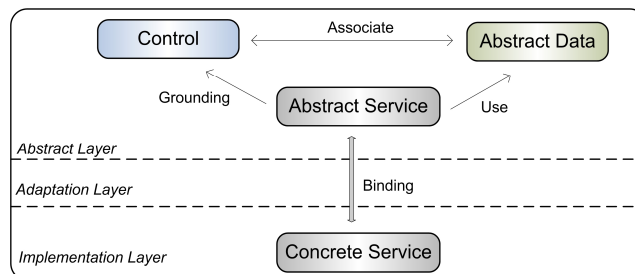 Control
Associate
Abstract Data
Grounding
Abstract Service
Use
Abstract Layer
Adaptation Layer
Binding
Implementation Layer
Concrete Service